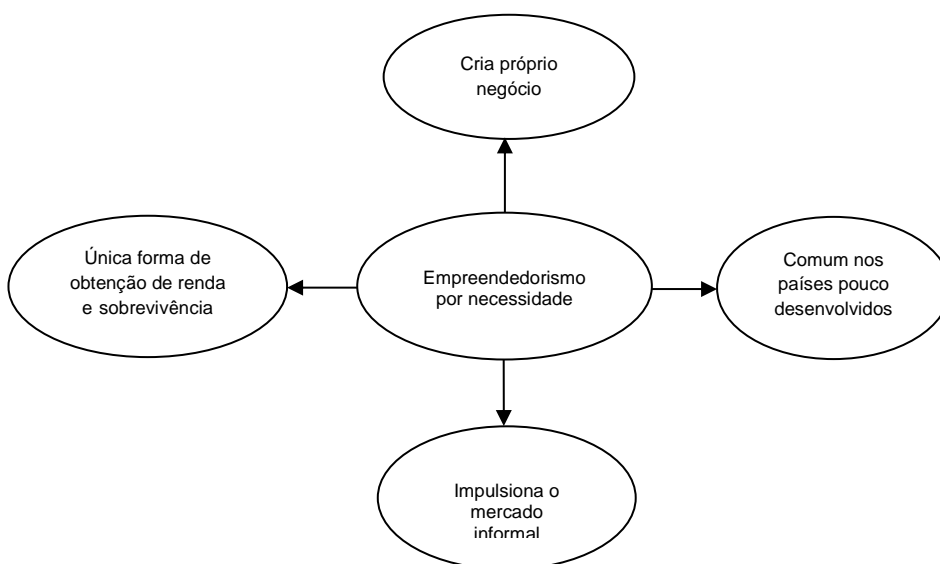 Cria próprio
negócio
Única forma de
obtenção de renda
e sobrevivência
Empreendedorismo
por necessidade
Comum nos
países pouco
desenvolvidos
Impulsiona o
mercado
informal.